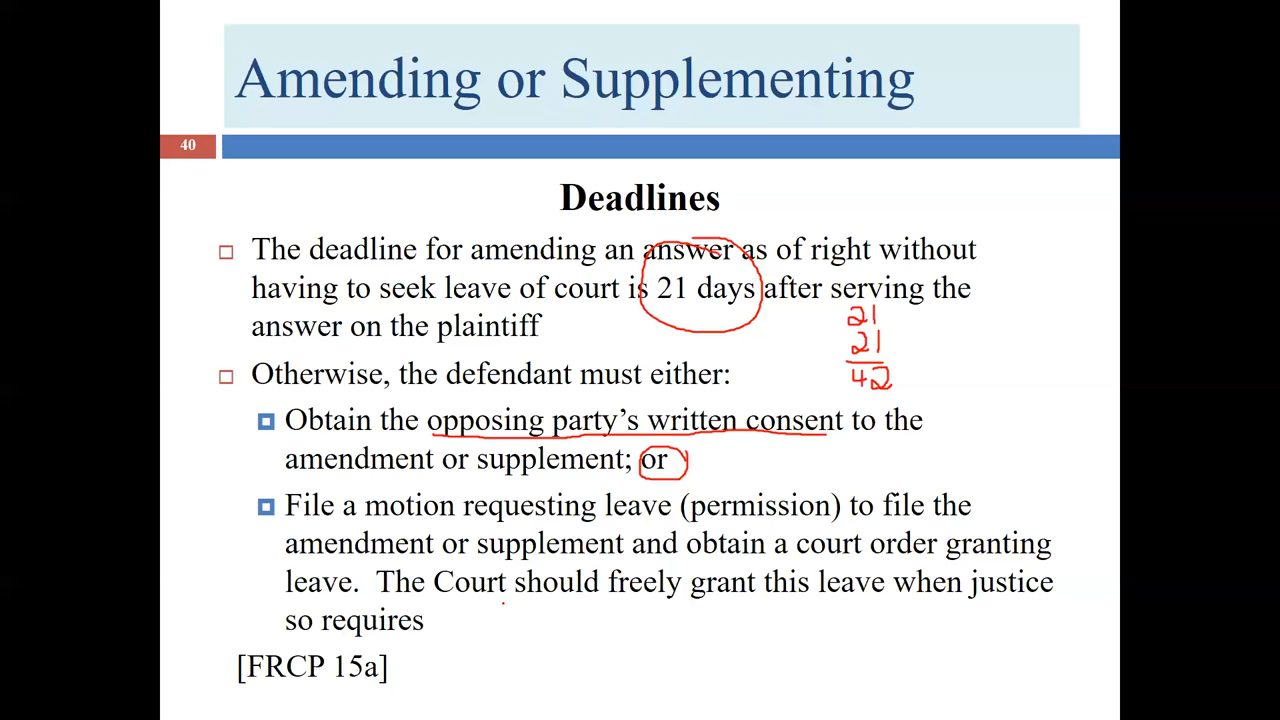 Amending or Supplementing
40
Deadlines
The deadline for amending an answer as of right without
having to seek leave of court is 21 days after serving the
answer on the plaintiff
21
21
42
Otherwise, the defendant must either:
Obtain the opposing party's written consent to the
amendment or supplement; or
File a motion requesting leave (permission) to file the
amendment or supplement and obtain a court order granting
leave. The Court should freely grant this leave when justice
so requires
[FRCP 15a]